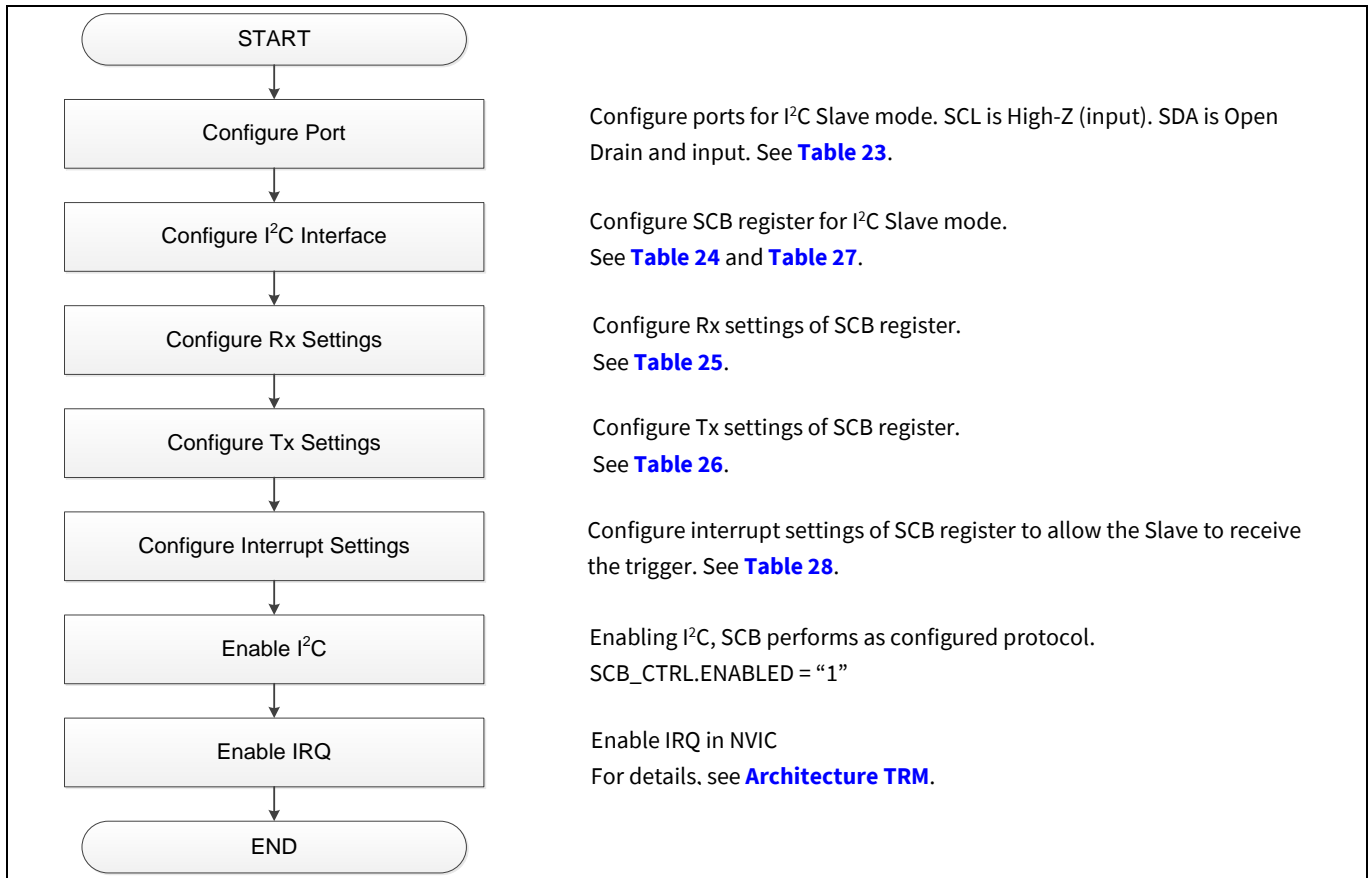 START
Configure Port
Configure ports for I²C Slave mode. SCL is High-Z (input). SDA is Open
Drain and input. See Table 23.
Configure I²C Interface
Configure SCB register for I²C Slave mode.
See Table 24 and Table 27.
Configure Rx Settings
Configure Rx settings of SCB register.
See Table 25.
Configure Tx Settings
Configure Tx settings of SCB register.
See Table 26.
Configure Interrupt Settings
Configure interrupt settings of SCB register to allow the Slave to receive
the trigger. See Table 28.
Enable I²C
Enabling I²C, SCB performs as configured protocol.
SCB_CTRL.ENABLED = “1”
Enable IRQ
Enable IRQ in NVIC
For details, see Architecture TRM.
END